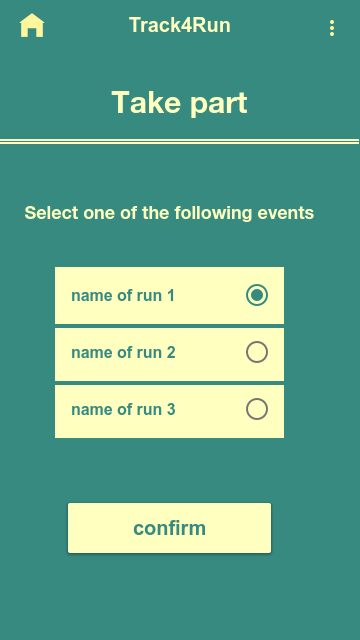 Track4Run
Take part
Select one of the following events
name of run 1
name of run 2
name of run 3
confirm